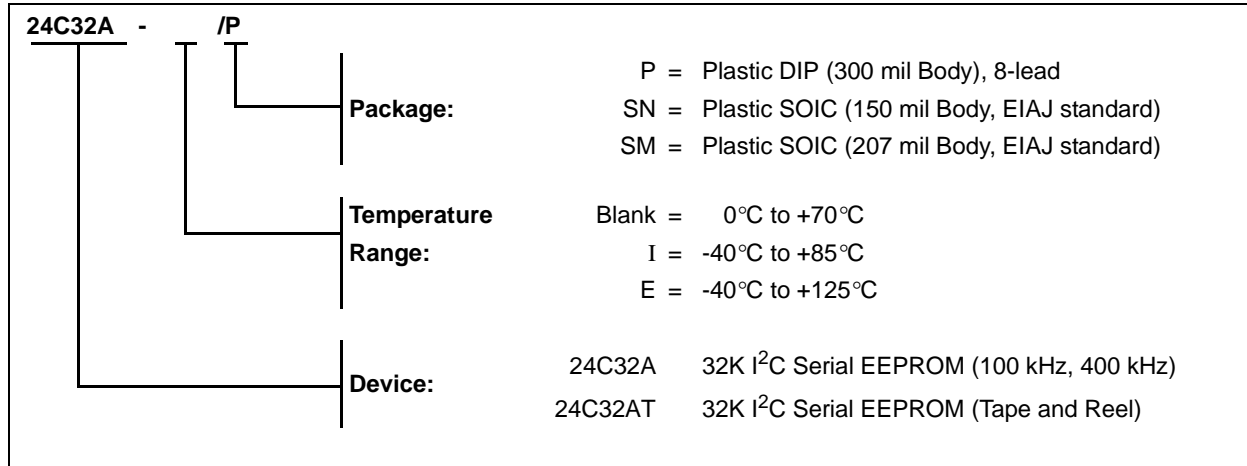 24C32A - /P
Package:
P = Plastic DIP (300 mil Body), 8-lead
SN = Plastic SOIC (150 mil Body, EIAJ standard)
SM = Plastic SOIC (207 mil Body, EIAJ standard)
Temperature
Range:
Blank = 0°C to +70°C
I = -40°C to +85°C
E = -40°C to +125°C
Device:
24C32A 32K I²C Serial EEPROM (100 kHz, 400 kHz)
24C32AT 32K I²C Serial EEPROM (Tape and Reel)